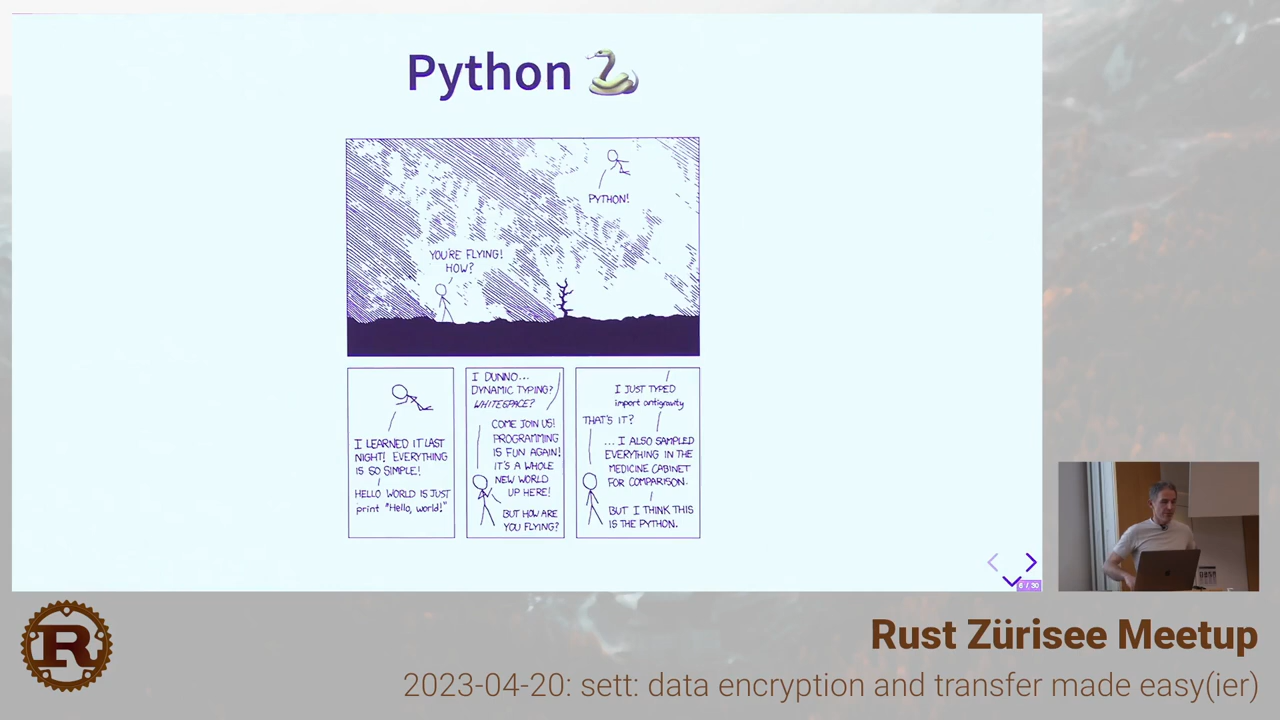 Python
PYTHON!
YOU'RE FLYING!
HOW?
I LEARNED IT LAST
NIGHT! EVERYTHING
IS SO SIMPLE!
HELLO WORLD IS JUST
print "Hello, world!"
I DUNNO...
DYNAMIC TYPING?
WHITESPACE?
COME JOIN US!
PROGRAMMING
IS FUN AGAIN!
IT'S A WHOLE
NEW WORLD
UP HERE!
BUT HOW ARE
YOU FLYING?
I JUST TYPED
import antigravity
THAT'S IT?
... I ALSO SAMPLED
EVERYTHING IN THE
MEDICINE CABINET
FOR COMPARISON.
BUT I THINK THIS
IS THE PYTHON.
6 / 30
R
Rust Zürisee Meetup
2023-04-20: sett: data encryption and transfer made easy(ier)